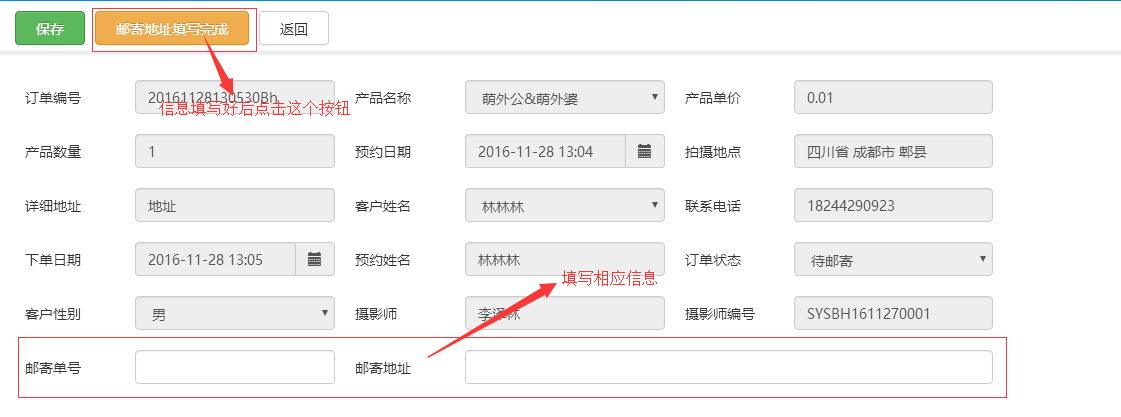 保存 邮寄地址填写完成 返回
订单编号 20161128130530Bh 产品名称 萌外公&萌外婆 产品单价 0.01
信息填写好后点击这个按钮
产品数量 1 预约日期 2016-11-28 13:04 拍摄地点 四川省 成都市 郫县
详细地址 地址 客户姓名 林林林 联系电话 18244290923
下单日期 2016-11-28 13:05 预约姓名 林林林 订单状态 待邮寄
填写相应信息
客户性别 男 摄影师 李泽林 摄影师编号 SYSBH1611270001
邮寄单号 邮寄地址